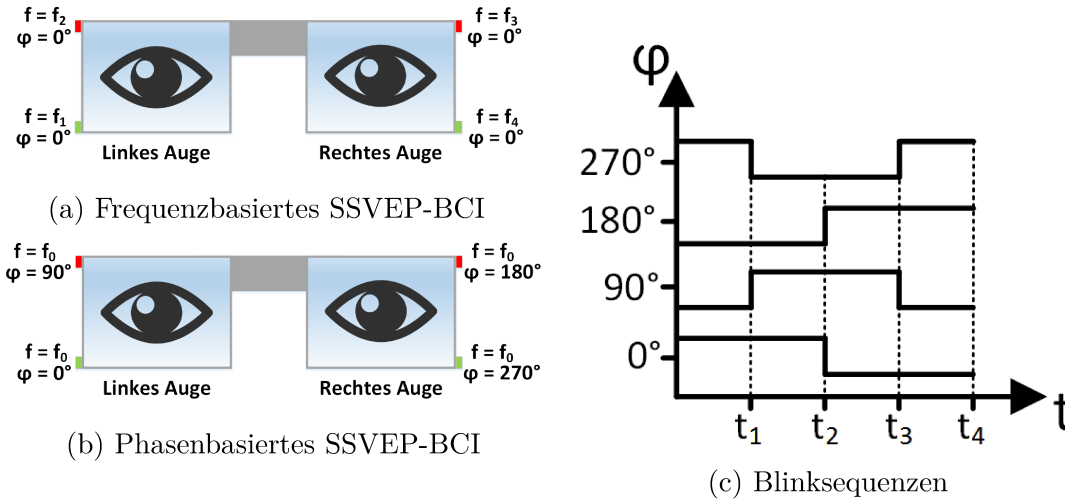 f = f₂
φ = 0°
f = f₃
φ = 0°
f = f₁
φ = 0°
f = f₄
φ = 0°
Linkes Auge
Rechtes Auge
(a) Frequenzbasiertes SSVEP-BCI
f = f₀
φ = 90°
f = f₀
φ = 180°
f = f₀
φ = 0°
f = f₀
φ = 270°
Linkes Auge
Rechtes Auge
(b) Phasenbasiertes SSVEP-BCI
φ
270°
180°
90°
0°
t₁
t₂
t₃
t₄
t
(c) Blinksequenzen